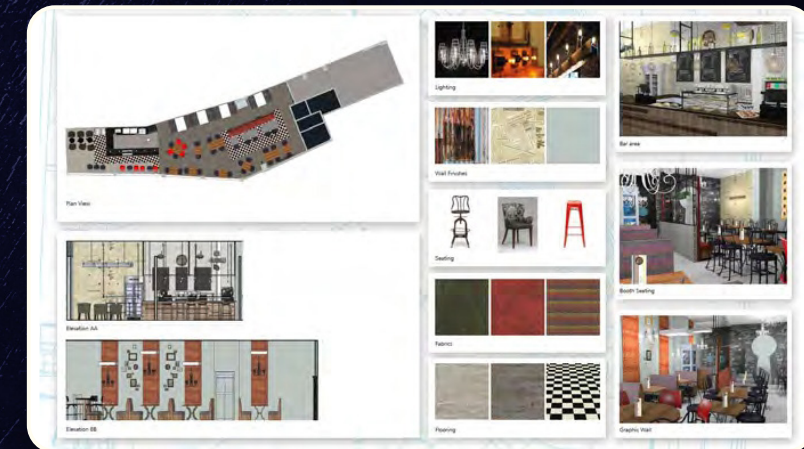 Plan View
Elevation AA
Elevation BB
Lighting
Wall Finishes
Seating
Fabrics
Flooring
Bar area
Booth Seating
Graphic Wall